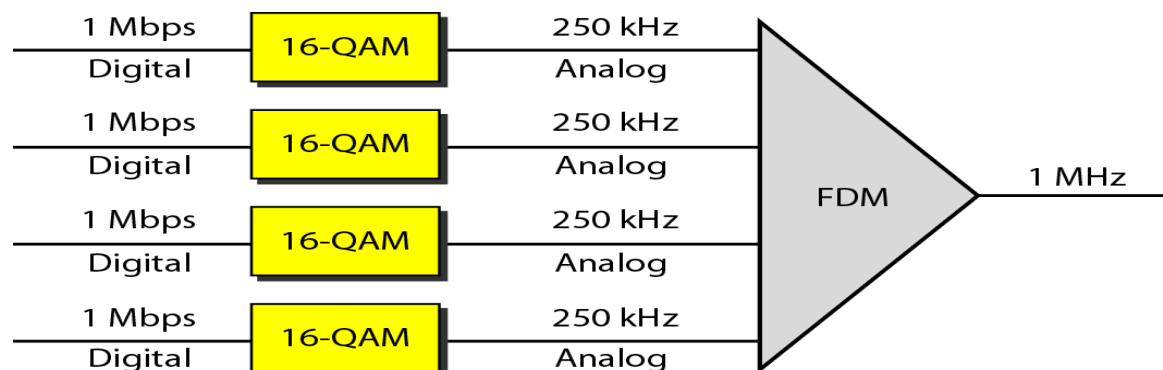 1 Mbps
Digital
16-QAM
250 kHz
Analog
1 Mbps
Digital
16-QAM
250 kHz
Analog
1 Mbps
Digital
16-QAM
250 kHz
Analog
1 Mbps
Digital
16-QAM
250 kHz
Analog
FDM
1 MHz